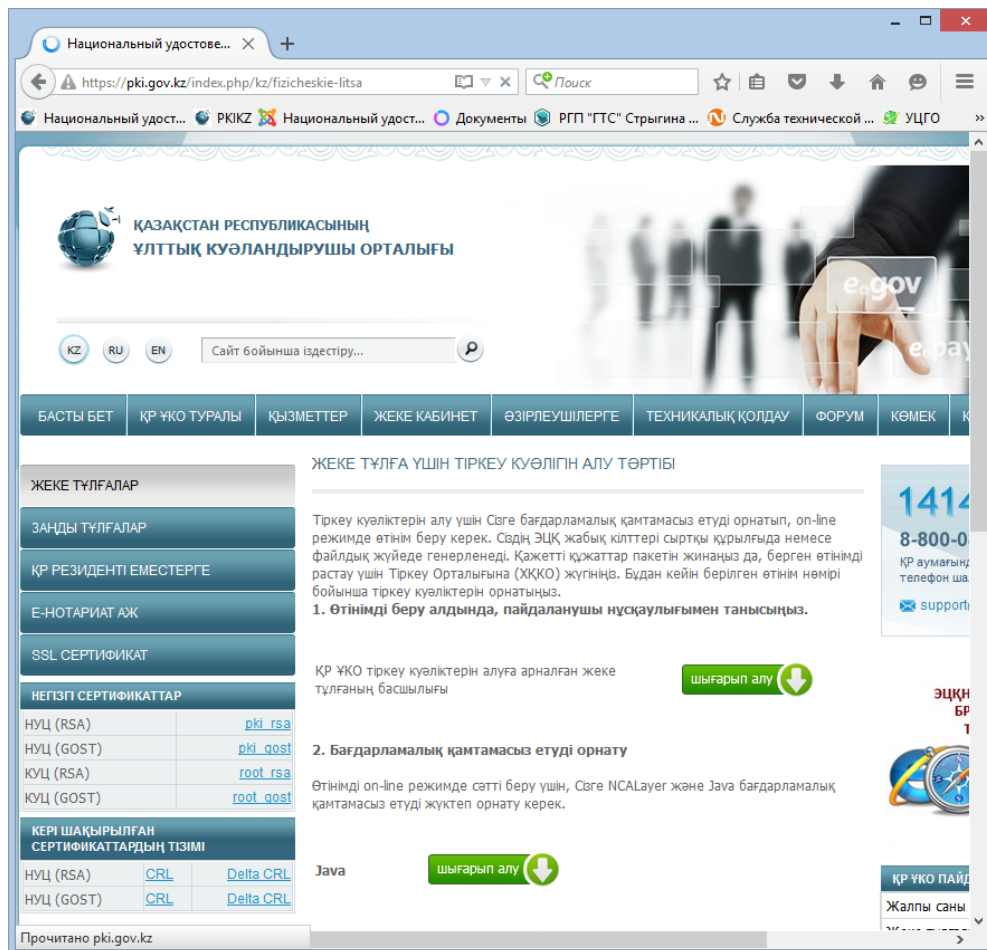 Национальный удостове...
https://pki.gov.kz/index.php/kz/fizicheskie-litsa
Поиск
Национальный удост... PKIKZ Национальный удост... Документы РГП "ГТС" Стрыгина ... Служба технической ... УЦГО »
ҚАЗАҚСТАН РЕСПУБЛИКАСЫНЫҢ
ҰЛТТЫҚ КУӘЛАНДЫРУШЫ ОРТАЛЫҒЫ
e.gov
e.pay
KZ RU EN Сайт бойынша іздестіру...
БАСТЫ БЕТ ҚР ҰКО ТУРАЛЫ ҚЫЗМЕТТЕР ЖЕКЕ КАБИНЕТ ӘЗІРЛЕУШІЛЕРГЕ ТЕХНИКАЛЫҚ ҚОЛДАУ ФОРУМ КӨМЕК
ЖЕКЕ ТҰЛҒАЛАР
ЗАҢДЫ ТҰЛҒАЛАР
ҚР РЕЗИДЕНТІ ЕМЕСТЕРГЕ
Е-НОТАРИАТ АЖ
SSL СЕРТИФИКАТ
НЕГІЗГІ СЕРТИФИКАТТАР
НУЦ (RSA) pki_rsa
НУЦ (GOST) pki_gost
КУЦ (RSA) root_rsa
КУЦ (GOST) root_gost
КЕРІ ШАҚЫРЫЛҒАН
СЕРТИФИКАТТАРДЫҢ ТІЗІМІ
НУЦ (RSA) CRL Delta CRL
НУЦ (GOST) CRL Delta CRL
ЖЕКЕ ТҰЛҒА ҮШІН ТІРКЕУ КУӘЛІГІН АЛУ ТӘРТІБІ
Тіркеу куәліктерін алу үшін Сізге бағдарламалық қамтамасыз етуді орнатып, on-line
режимде өтінім беру керек. Сіздің ЭЦҚ жабық кілттері сыртқы құрылғыда немесе
файлдық жүйеде генерленеді. Қажетті құжаттар пакетін жинаңыз да, берген өтінімді
растау үшін Тіркеу Орталығына (ХҚКО) жүгініңіз. Бұдан кейін берілген өтінім нөмірі
бойынша тіркеу куәліктерін орнатыңыз.
1. Өтінімді беру алдында, пайдаланушы нұсқаулығымен танысыңыз.
ҚР ҰКО тіркеу куәліктерін алуға арналған жеке
тұлғаның басшылығы
шығарып алу
2. Бағдарламалық қамтамасыз етуді орнату
Өтінімді on-line режимде сәтті беру үшін, Сізге NCALayer және Java бағдарламалық
қамтамасыз етуді жүктеп орнату керек.
Java шығарып алу
1414
8-800-0
ҚР аумағынд
телефон ша
support
ЭЦҚН
БР
Т
ҚР ҰКО ПАЙД
Жалпы саны
Прочитано pki.gov.kz